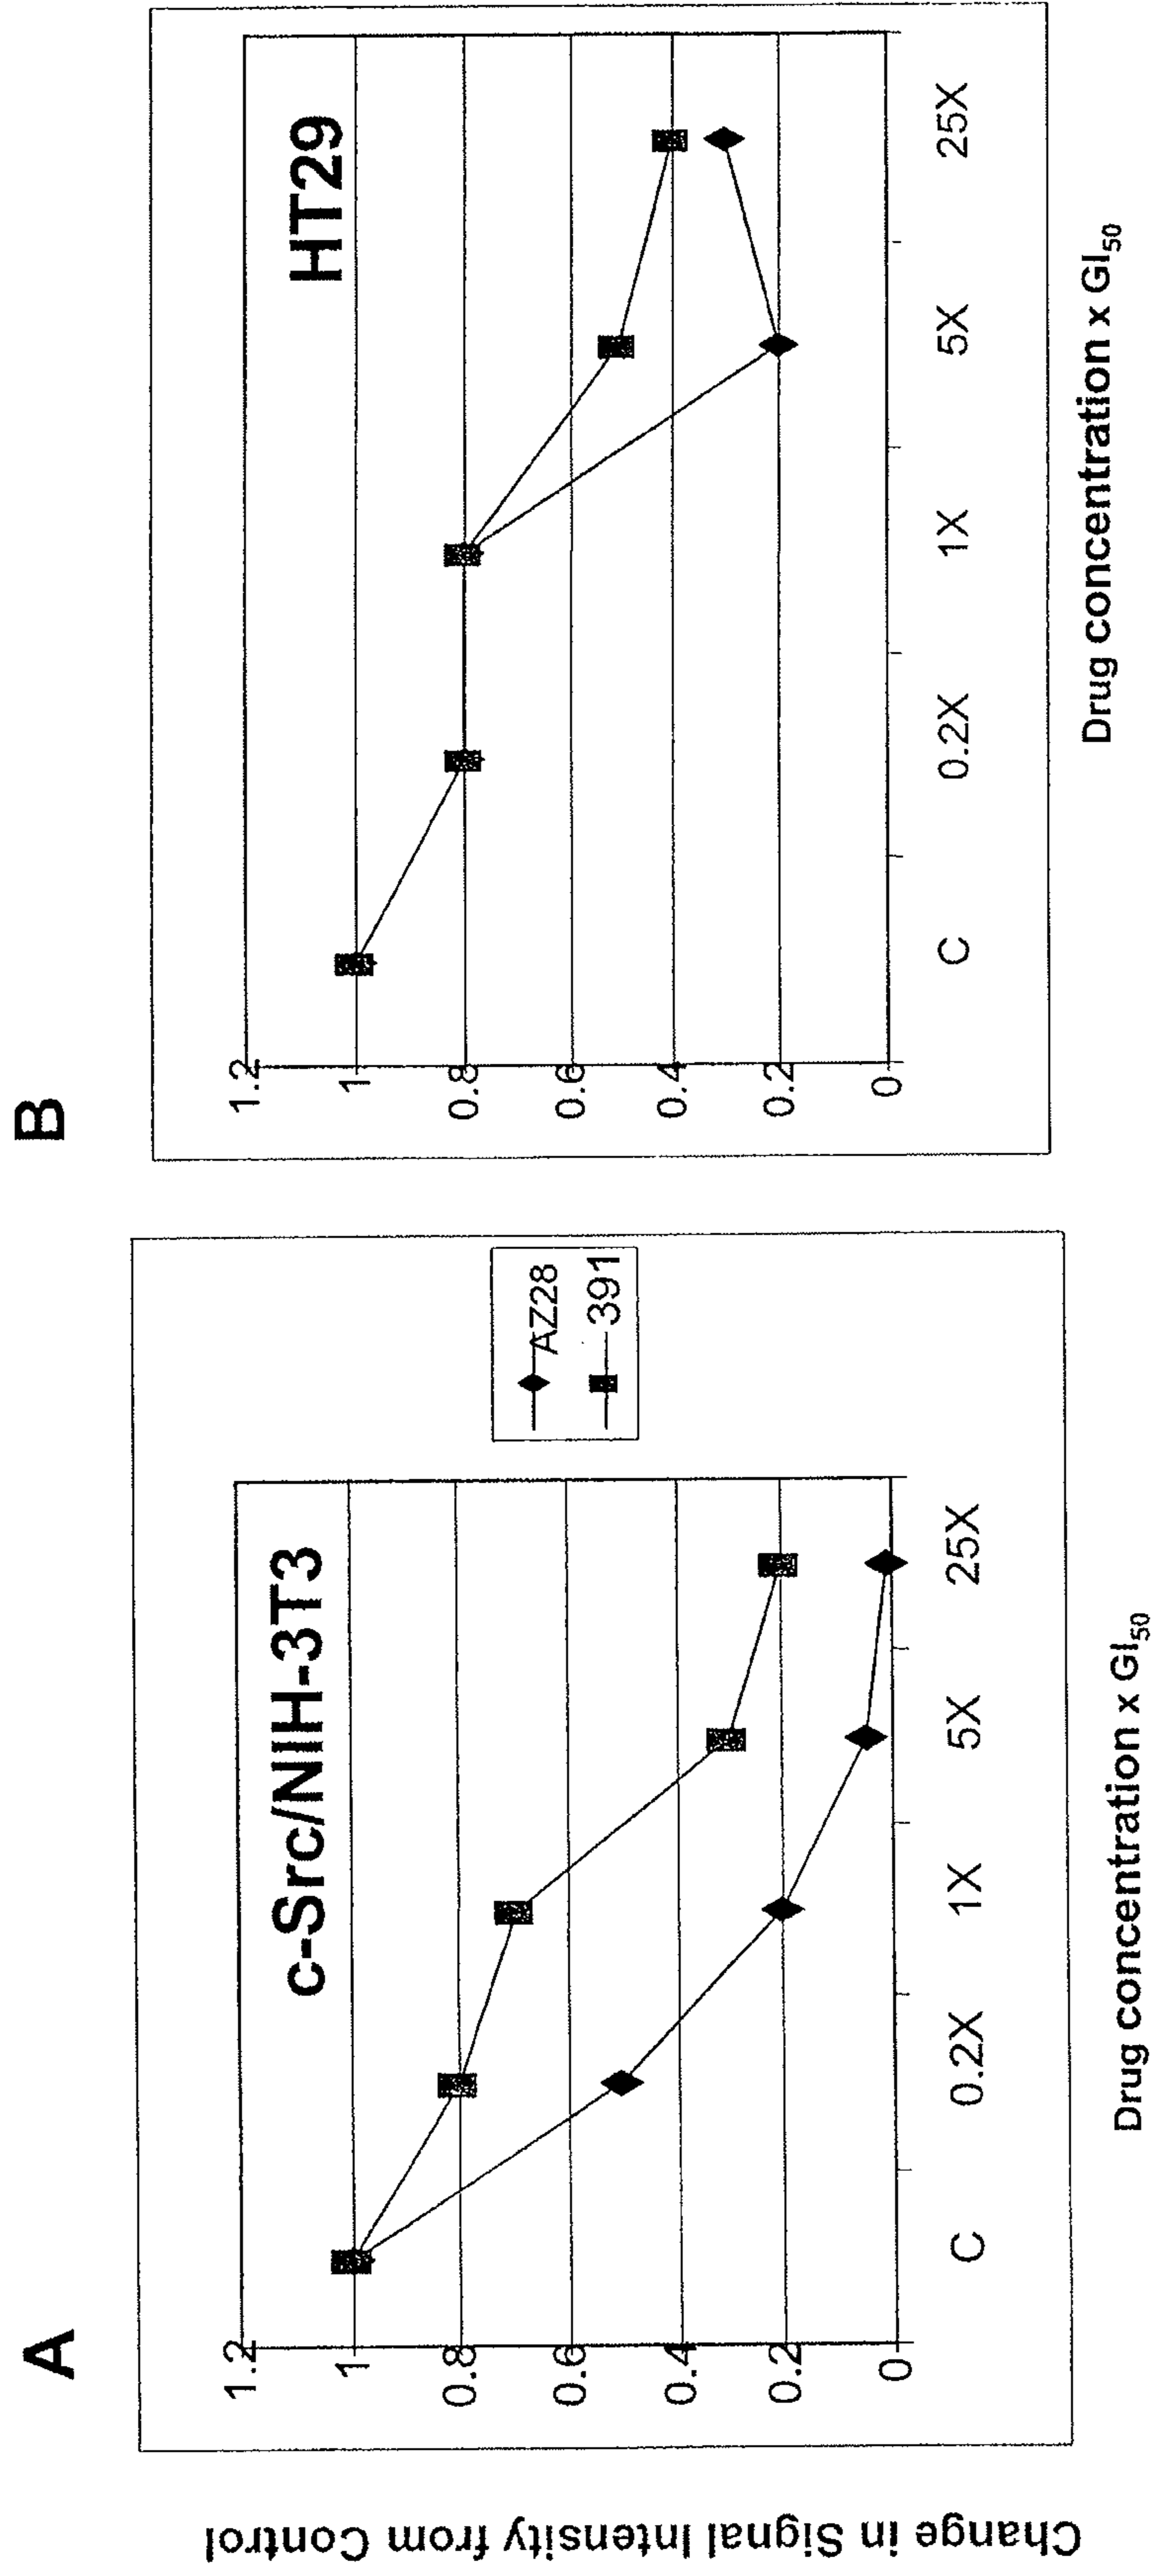 A
c-Src/NIH-3T3
Change in Signal Intensity from Control
1.2
1
0.8
0.6
0.4
0.2
0
C
0.2X
1X
5X
25X
Drug concentration x GI50
AZ28
391
B
HT29
1.2
1
0.8
0.6
0.4
0.2
0
C
0.2X
1X
5X
25X
Drug concentration x GI50